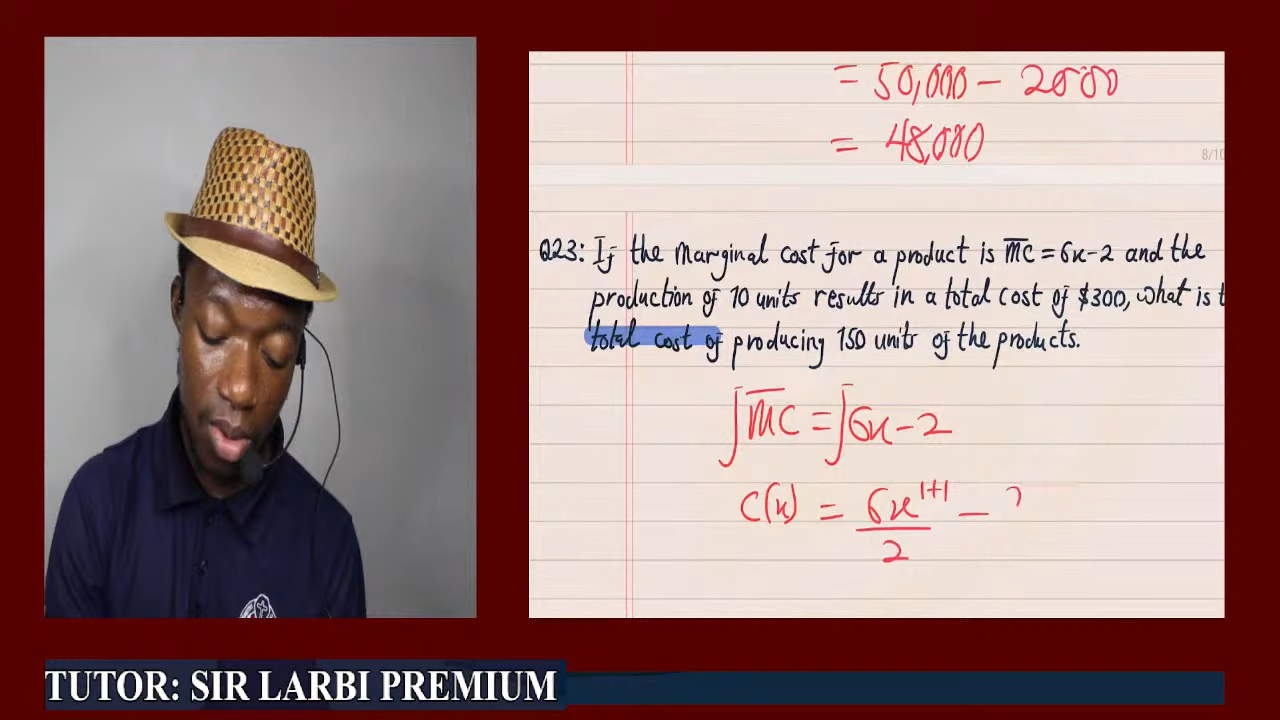 = 50,000 - 2000
= 48,000
8/10
Q23: If the marginal cost for a product is M̅C̅ = 6x-2 and the
production of 10 units results in a total cost of $300, what is t
total cost of producing 150 units of the products.
∫M̅C = ∫6x-2
C(x) = 6x^1+1 -
2
TUTOR: SIR LARBI PREMIUM